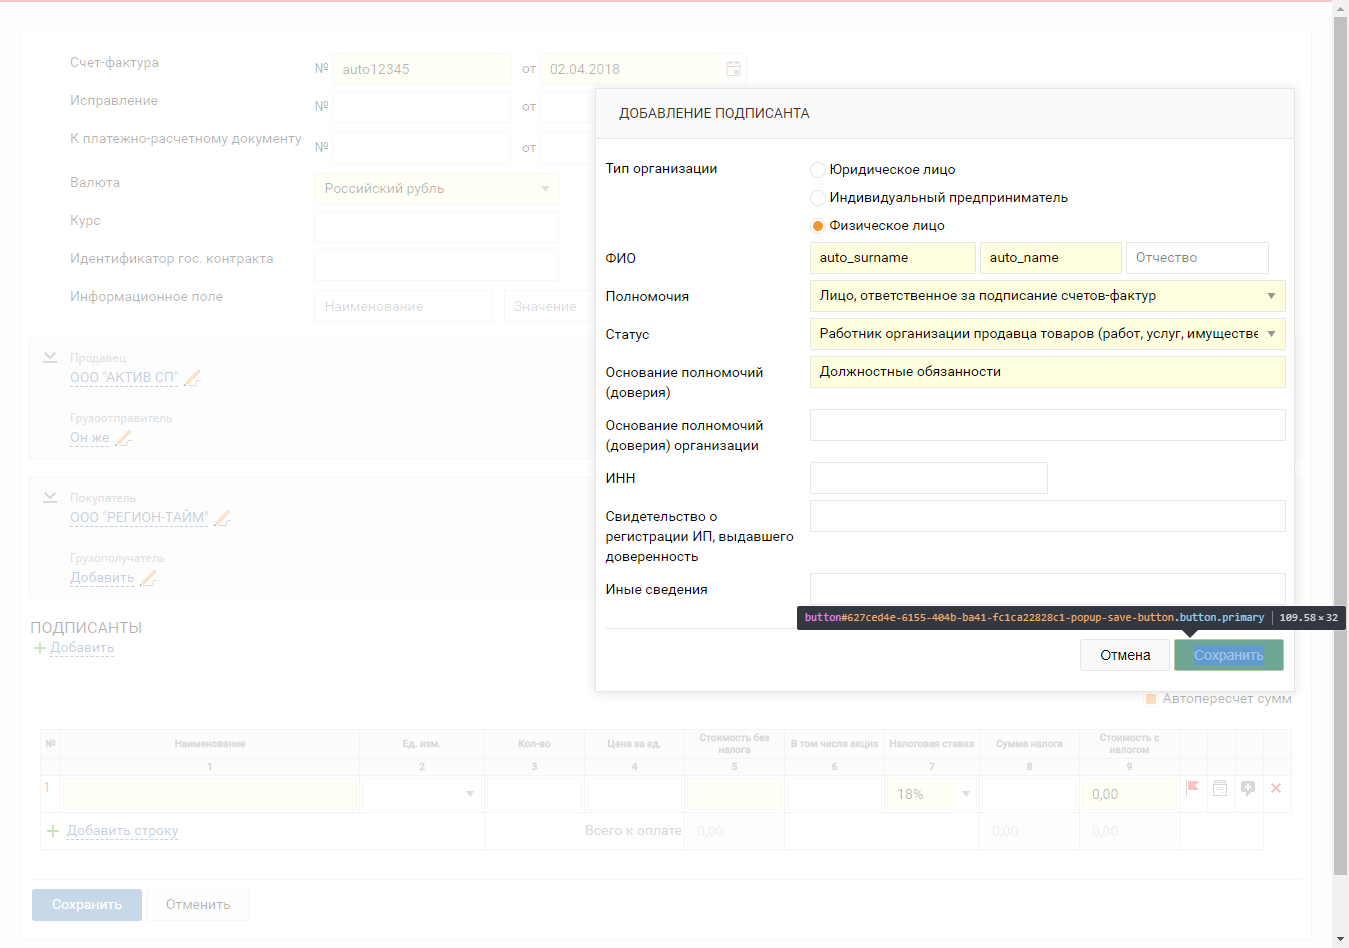 Счет-фактура
№ auto12345 от 02.04.2018
Исправление
№ от
К платежно-расчетному документу
№ от
Валюта
Российский рубль
Курс
Идентификатор гос. контракта
Информационное поле
Наименование Значение
Продавец
ООО "АКТИВ СП"
Грузоотправитель
Он же
Покупатель
ООО "РЕГИОН-ТАЙМ"
Грузополучатель
Добавить
ПОДПИСАНТЫ
Добавить
ДОБАВЛЕНИЕ ПОДПИСАНТА
Тип организации
Юридическое лицо
Индивидуальный предприниматель
Физическое лицо
ФИО
auto_surname auto_name Отчество
Полномочия
Лицо, ответственное за подписание счетов-фактур
Статус
Работник организации продавца товаров (работ, услуг, имуществе
Основание полномочий
(доверия)
Должностные обязанности
Основание полномочий
(доверия) организации
ИНН
Свидетельство о
регистрации ИП, выдавшего
доверенность
Иные сведения
button#627ced4e-6155-404b-ba41-fc1ca22828c1-popup-save-button.button.primary | 109.58 × 32
Отмена Сохранить
Автопересчет сумм
№ Наименование Ед. изм. Кол-во Цена за ед. Стоимость без
налога В том числе акциз Налоговая ставка Сумма налога Стоимость с
налогом
1 2 3 4 5 6 7 8 9
1 18% 0,00
Добавить строку Всего к оплате 0,00 0,00 0,00
Сохранить Отменить